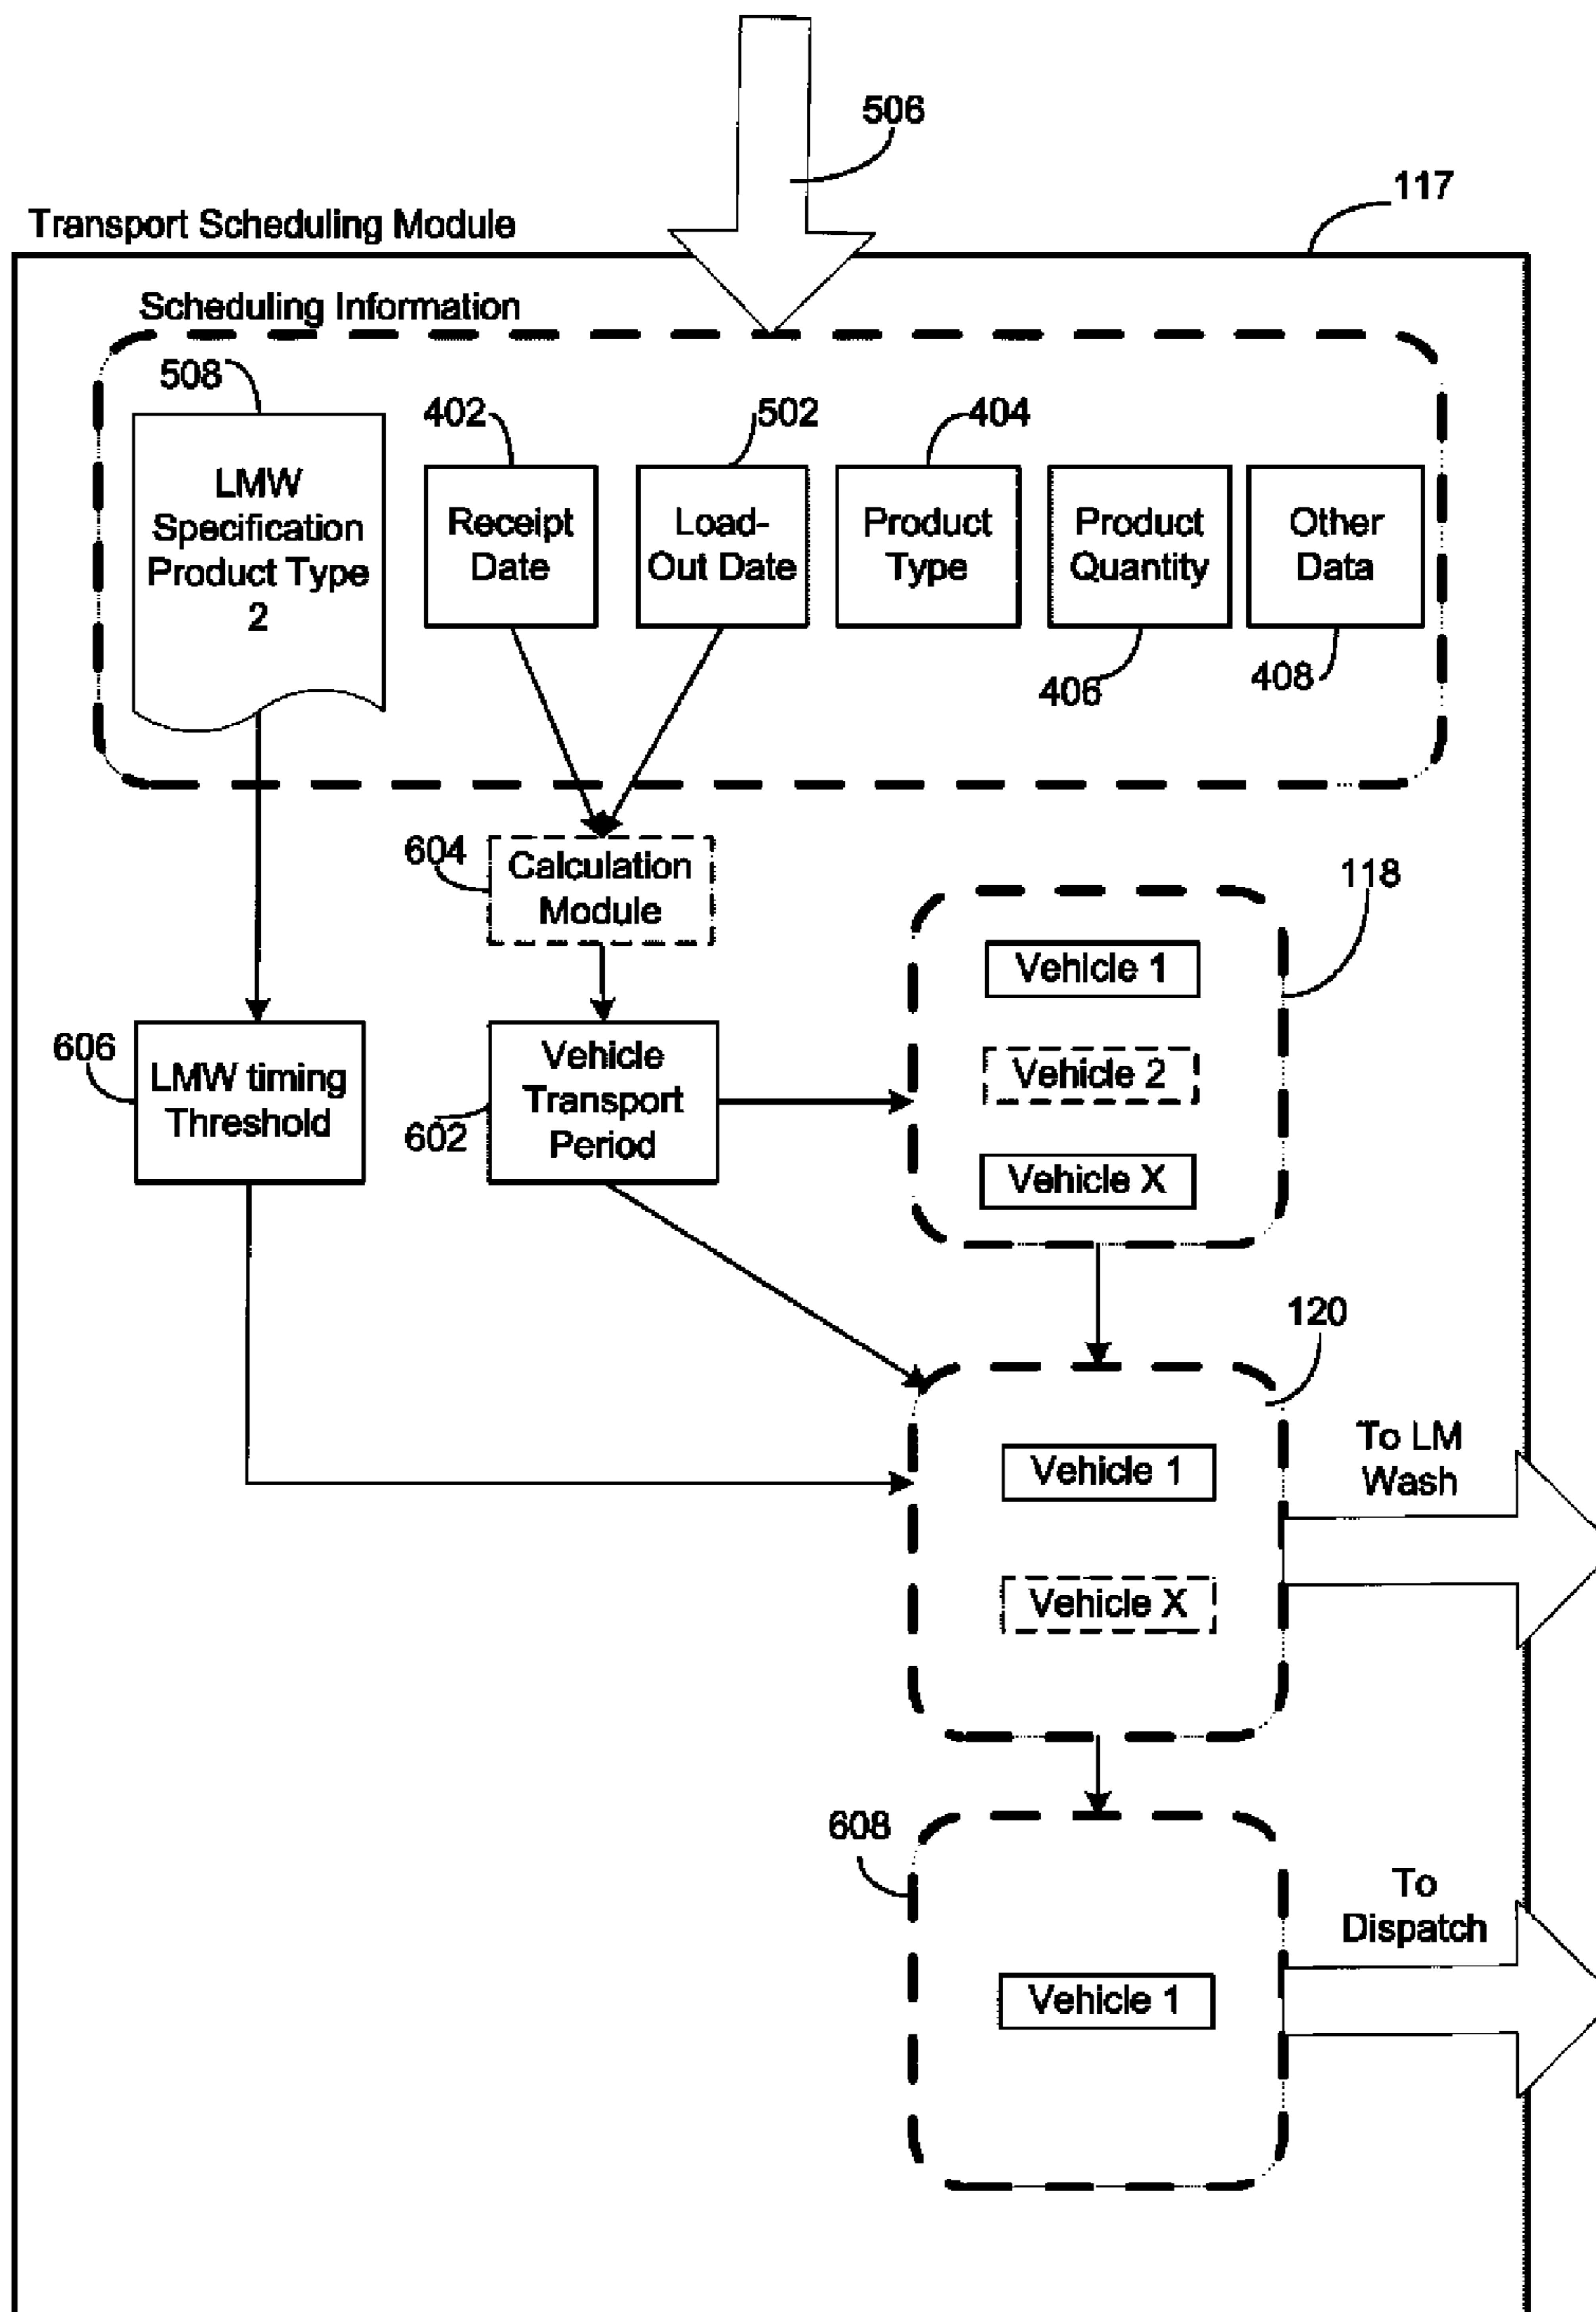 506
117
Transport Scheduling Module
Scheduling Information
508
402
502
404
LMW
Specification
Product Type
2
Receipt
Date
Load-
Out Date
Product
Type
Product
Quantity
Other
Data
406
408
604
Calculation
Module
118
Vehicle 1
Vehicle 2
Vehicle X
606
LMW timing
Threshold
602
Vehicle
Transport
Period
120
Vehicle 1
Vehicle X
To LM
Wash
608
Vehicle 1
To
Dispatch